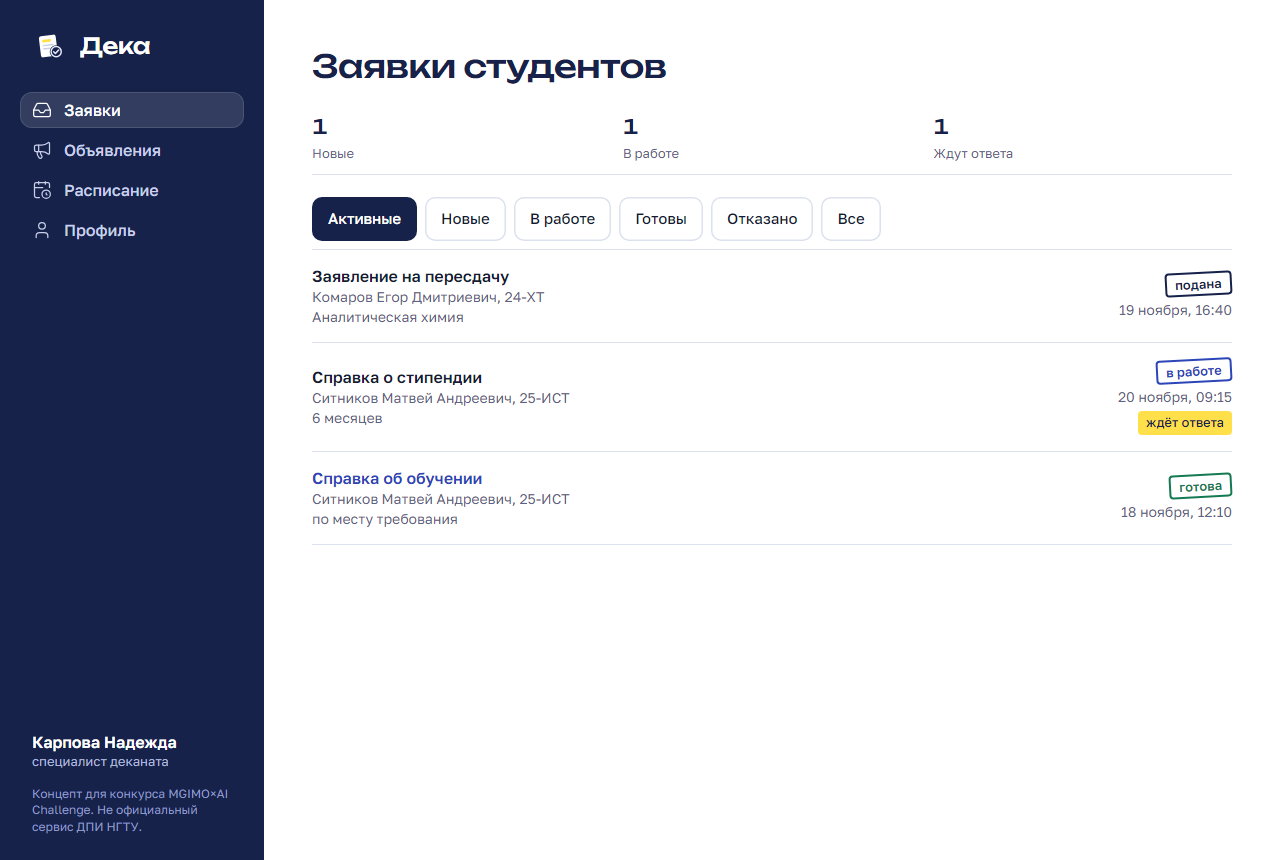 Дека
Заявки
Объявления
Расписание
Профиль
Карпова Надежда
специалист деканата
Концепт для конкурса MGIMO×AI
Challenge. Не официальный
сервис ДПИ НГТУ.
Заявки студентов
1
Новые
1
В работе
1
Ждут ответа
Активные
Новые
В работе
Готовы
Отказано
Все
Заявление на пересдачу
Комаров Егор Дмитриевич, 24-ХТ
Аналитическая химия
подана
19 ноября, 16:40
Справка о стипендии
Ситников Матвей Андреевич, 25-ИСТ
6 месяцев
в работе
20 ноября, 09:15
ждёт ответа
Справка об обучении
Ситников Матвей Андреевич, 25-ИСТ
по месту требования
готова
18 ноября, 12:10